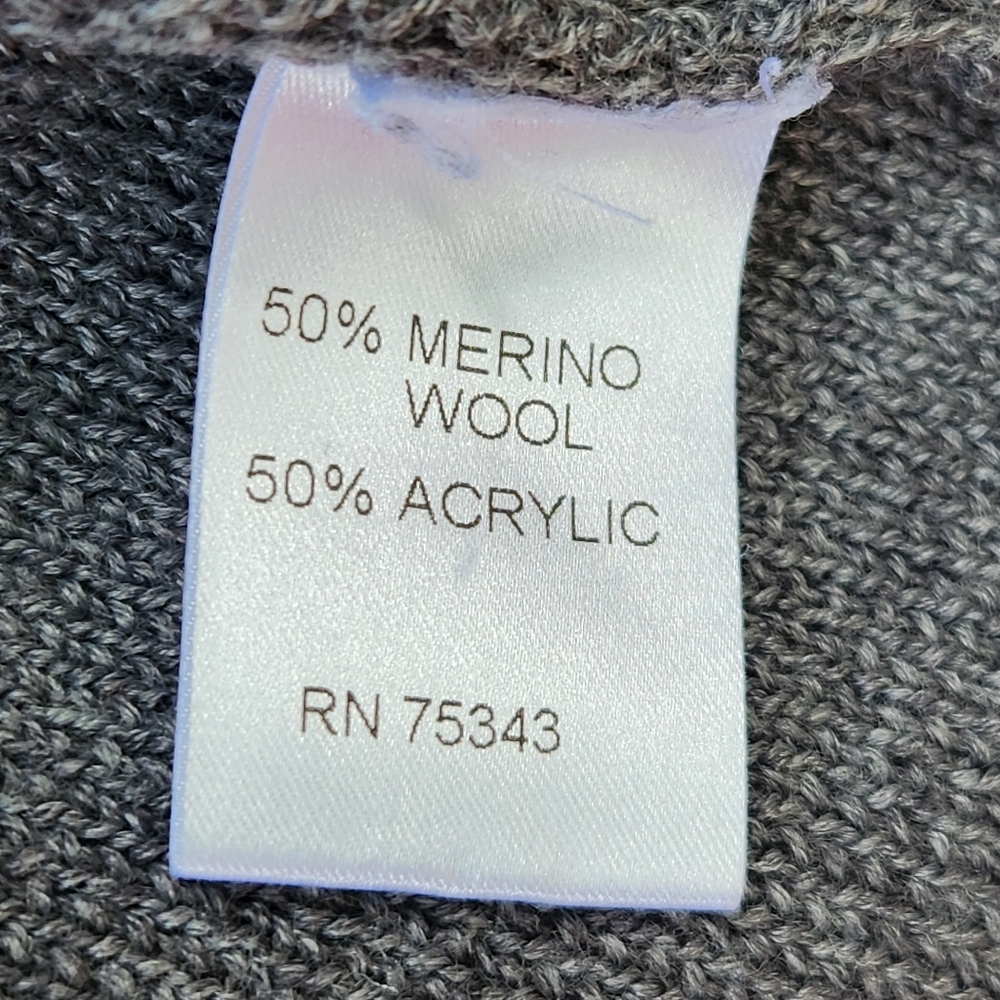 50% MERINO
WOOL
50% ACRYLIC
RN 75343